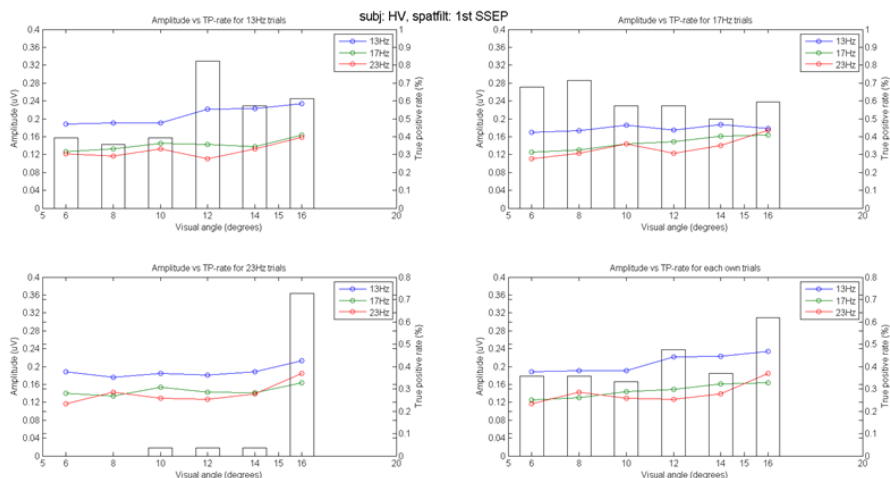 subj: HV, spatfilt: 1st SSEP
Amplitude vs TP-rate for 13Hz trials
0.4
0.36
0.32
0.28
0.24
0.2
0.16
0.12
0.08
0.04
0
Amplitude (uV)
13Hz
17Hz
23Hz
1
0.9
0.8
0.7
0.6
0.5
0.4
0.3
0.2
0.1
0
True positive rate (%)
5 6 8 10 12 14 15 16 20
Visual angle (degrees)
Amplitude vs TP-rate for 17Hz trials
0.4
0.36
0.32
0.28
0.24
0.2
0.16
0.12
0.08
0.04
0
Amplitude (uV)
13Hz
17Hz
23Hz
1
0.9
0.8
0.7
0.6
0.5
0.4
0.3
0.2
0.1
0
True positive rate (%)
5 6 8 10 12 14 15 16 20
Visual angle (degrees)
Amplitude vs TP-rate for 23Hz trials
0.4
0.36
0.32
0.28
0.24
0.2
0.16
0.12
0.08
0.04
0
Amplitude (uV)
13Hz
17Hz
23Hz
0.8
0.7
0.6
0.5
0.4
0.3
0.2
0.1
0
True positive rate (%)
5 6 8 10 12 14 15 16 20
Visual angle (degrees)
Amplitude vs TP-rate for each own trials
0.4
0.36
0.32
0.28
0.24
0.2
0.16
0.12
0.08
0.04
0
Amplitude (uV)
13Hz
17Hz
23Hz
0.8
0.7
0.6
0.5
0.4
0.3
0.2
0.1
0
True positive rate (%)
5 6 8 10 12 14 15 16 20
Visual angle (degrees)